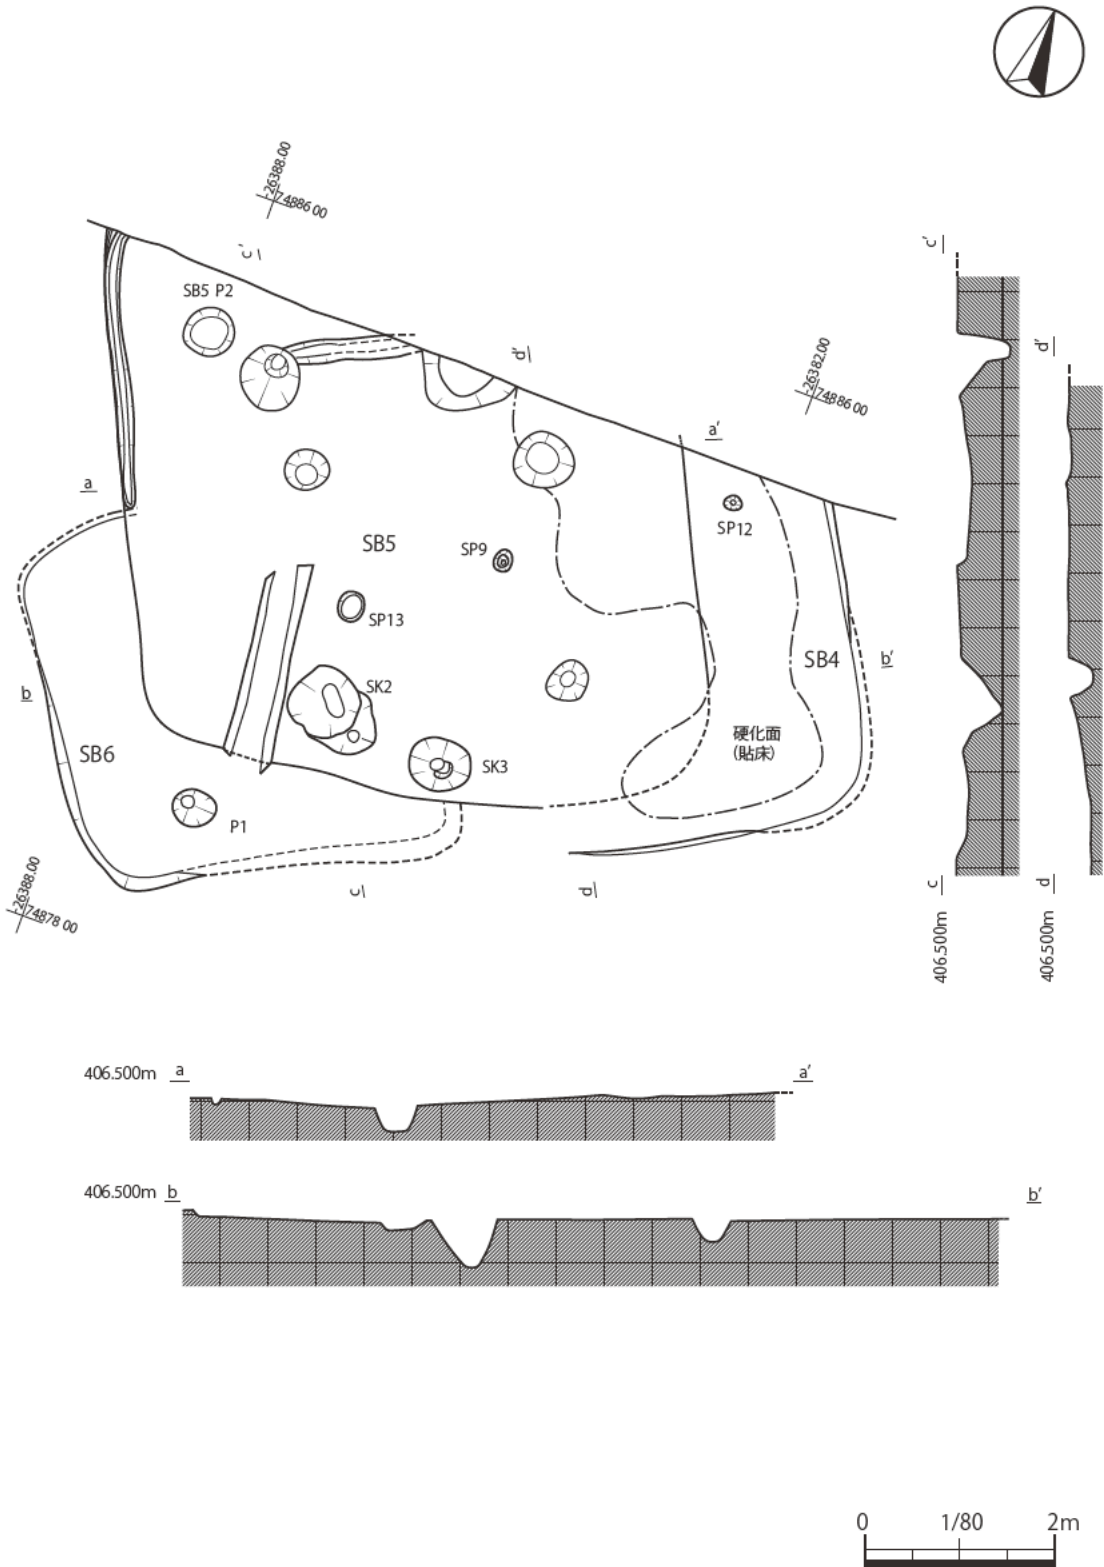 -26388.00
74886 00
c'
c'
SB5 P2
d'
-26382.00
74886 00
d'
a'
a
SP12
SB5
SP9
SP13
SB4
b'
SK2
b
硬化面
(貼床)
SB6
SK3
P1
-26388.00
74878 00
c
d
c
d
406.500m
406.500m
406.500m a
a'
406.500m b
b'
0 1/80 2m